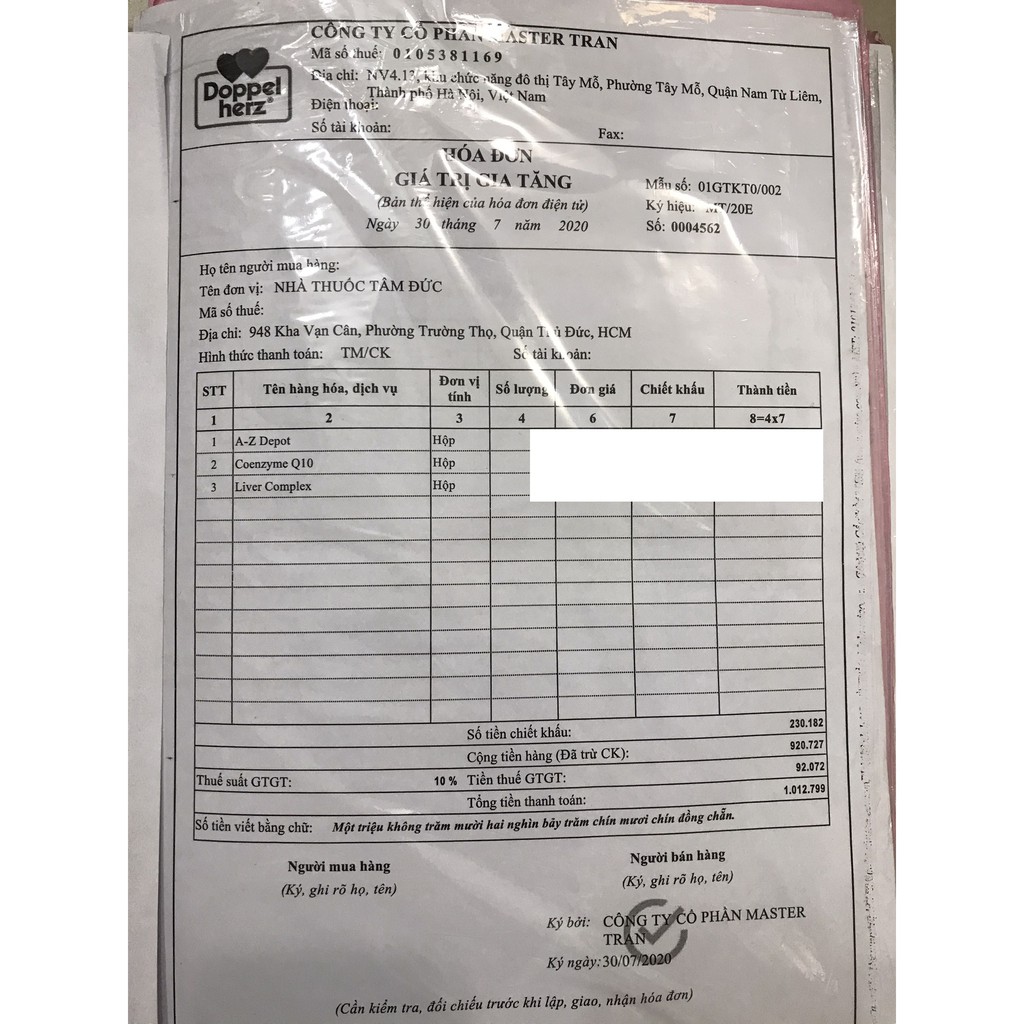 CÔNG TY CỔ PHẦN MASTER TRAN
Mã số thuế: 0105381169
Doppel
herz®
Địa chỉ: NV4.13, khu chức năng đô thị Tây Mỗ, Phường Tây Mỗ, Quận Nam Từ Liêm,
Thành phố Hà Nội, Việt Nam
Điện thoại:
Số tài khoản: Fax:
HÓA ĐƠN
GIÁ TRỊ GIA TĂNG
(Bản thể hiện của hóa đơn điện tử)
Ngày 30 tháng 7 năm 2020
Mẫu số: 01GTKT0/002
Ký hiệu: MT/20E
Số: 0004562
Họ tên người mua hàng:
Tên đơn vị: NHÀ THUỐC TÂM ĐỨC
Mã số thuế:
Địa chỉ: 948 Kha Vạn Cân, Phường Trường Thọ, Quận Thủ Đức, HCM
Hình thức thanh toán: TM/CK Số tài khoản:
STT Tên hàng hóa, dịch vụ Đơn vị tính Số lượng Đơn giá Chiết khấu Thành tiền
1 2 3 4 6 7 8=4x7
1 A-Z Depot Hộp
2 Coenzyme Q10 Hộp
3 Liver Complex Hộp
Số tiền chiết khấu: 230.182
Cộng tiền hàng (Đã trừ CK): 920.727
Thuế suất GTGT: 10 % Tiền thuế GTGT: 92.072
Tổng tiền thanh toán: 1.012.799
Số tiền viết bằng chữ: Một triệu không trăm mười hai nghìn bảy trăm chín mươi chín đồng chẵn.
Người mua hàng Người bán hàng
(Ký, ghi rõ họ, tên) (Ký, ghi rõ họ, tên)
Ký bởi: CÔNG TY CỔ PHẦN MASTER
TRAN
Ký ngày: 30/07/2020
(Cần kiểm tra, đối chiếu trước khi lập, giao, nhận hóa đơn)